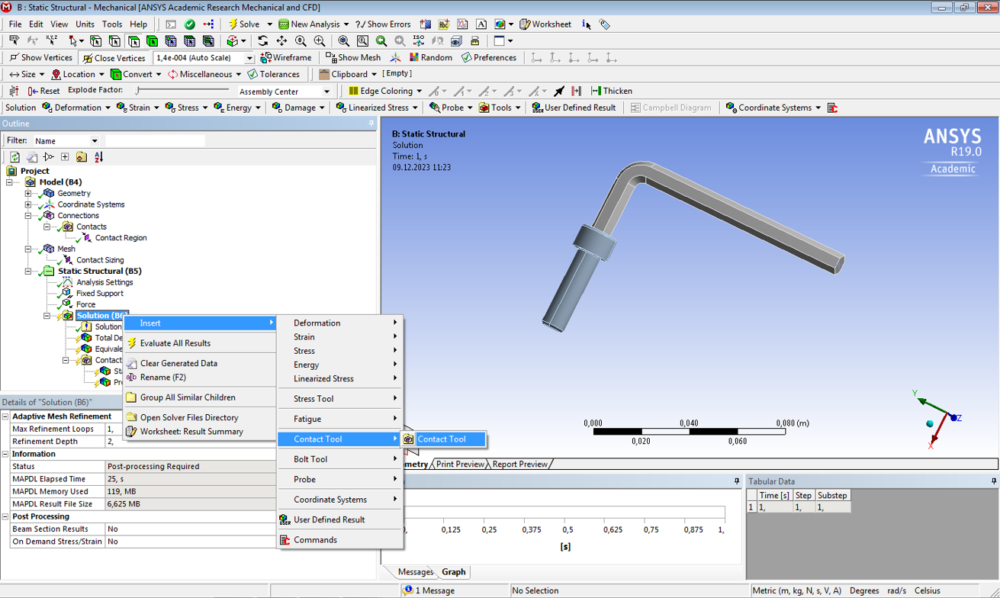 B : Static Structural - Mechanical [ANSYS Academic Research Mechanical and CFD]
File Edit View Units Tools Help Solve New Analysis ?/ Show Errors Worksheet
Show Vertices Close Vertices 1,4e-004 (Auto Scale) Wireframe Show Mesh Random Preferences
Size Location Convert Miscellaneous Tolerances Clipboard [ Empty ]
Reset Explode Factor: Assembly Center Edge Coloring Thicken
Solution Deformation Strain Stress Energy Damage Linearized Stress Probe Tools User Defined Result Campbell Diagram Coordinate Systems
Outline
Filter: Name
Project
Model (B4)
Geometry
Coordinate Systems
Connections
Contacts
Contact Region
Mesh
Contact Sizing
Static Structural (B5)
Analysis Settings
Fixed Support
Force
Solution (B6)
Solution
Total De
Equivale
Contact
Sta
Pre
Insert
Evaluate All Results
Clear Generated Data
Rename (F2)
Group All Similar Children
Open Solver Files Directory
Worksheet: Result Summary
Deformation
Strain
Stress
Energy
Linearized Stress
Stress Tool
Fatigue
Contact Tool
Bolt Tool
Probe
Coordinate Systems
User Defined Result
Commands
Contact Tool
B: Static Structural
Solution
Time: 1, s
09.12.2023 11:23
ANSYS
R19.0
Academic
Y
Z
X
0,000 0,040 0,080 (m)
0,020 0,060
ometry Print Preview Report Preview
Details of "Solution (B6)"
Adaptive Mesh Refinement
Max Refinement Loops 1,
Refinement Depth 2,
Information
Status Post-processing Required
MAPDL Elapsed Time 25, s
MAPDL Memory Used 119, MB
MAPDL Result File Size 6,625 MB
Post Processing
Beam Section Results No
On Demand Stress/Strain No
0, 0,125 0,25 0,375 0,5 0,625 0,75 0,875 1,
[s]
Messages Graph
Tabular Data
Time [s] Step Substep
1 1, 1, 1,
1 Message No Selection Metric (m, kg, N, s, V, A) Degrees rad/s Celsius